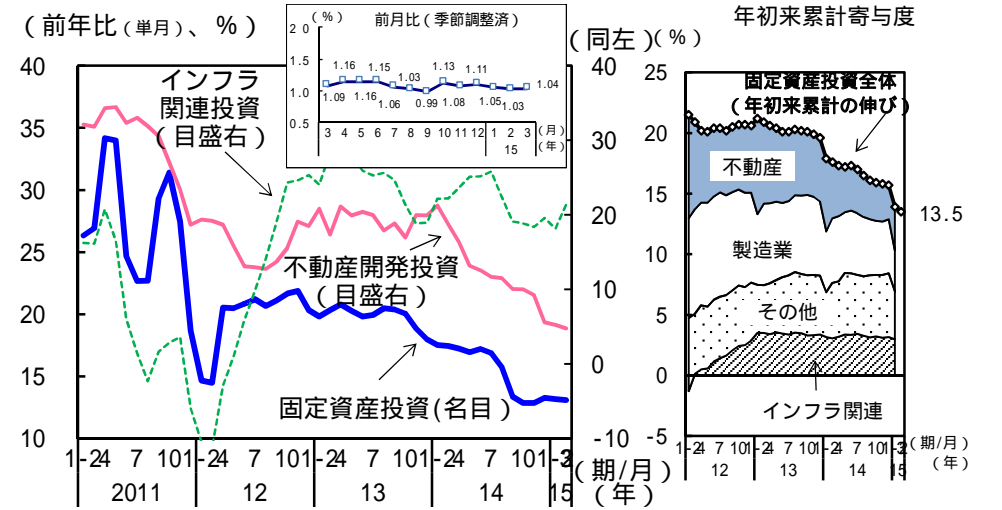 (前年比(単月)、%)
(%)
前月比(季節調整済)
2.0
1.5
1.0
0.5
1.09
1.16
1.16
1.15
1.06
1.03
0.99
1.13
1.08
1.11
1.05
1.03
1.04
3 4 5 6 7 8 9 10 11 12 1 2 3 (月)
15 (年)
(同左)(%)
40
35
30
25
20
15
10
40
30
20
10
0
-10
インフラ
関連投資
(目盛右)
不動産開発投資
(目盛右)
固定資産投資(名目)
1-2 4 7 10 1-2 4 7 10 1-2 4 7 10 1-2 4 7 10 1-2 3 (期/月)
2011 12 13 14 15 (年)
年初来累計寄与度
25
20
15
10
5
0
-5
固定資産投資全体
(年初来累計の伸び)
不動産
13.5
製造業
その他
インフラ関連
1-2 4 7 10 1-2 4 7 10 1-2 4 7 10 1-2 (期/月)
12 13 14 15 (年)